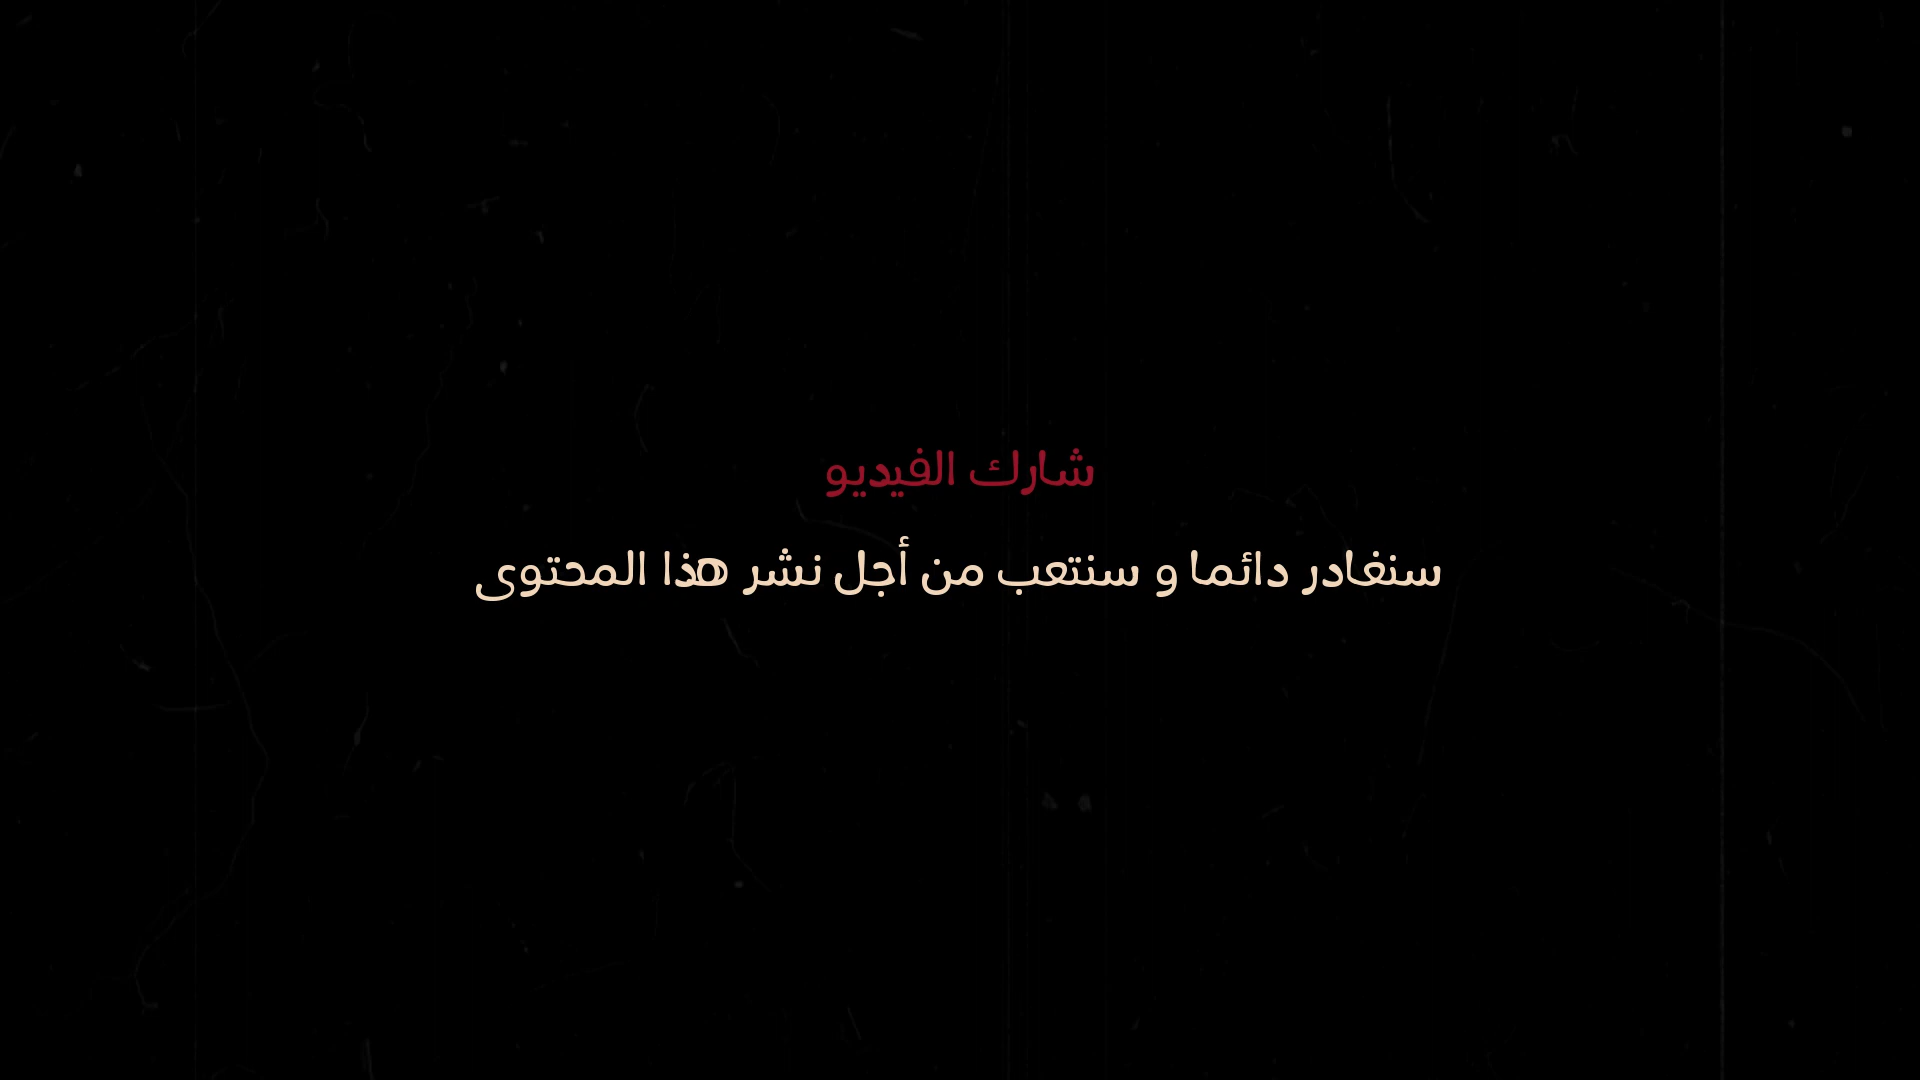 شارك الفيديو
سنغادر دائما و سنتعب من أجل نشر هذا المحتوى